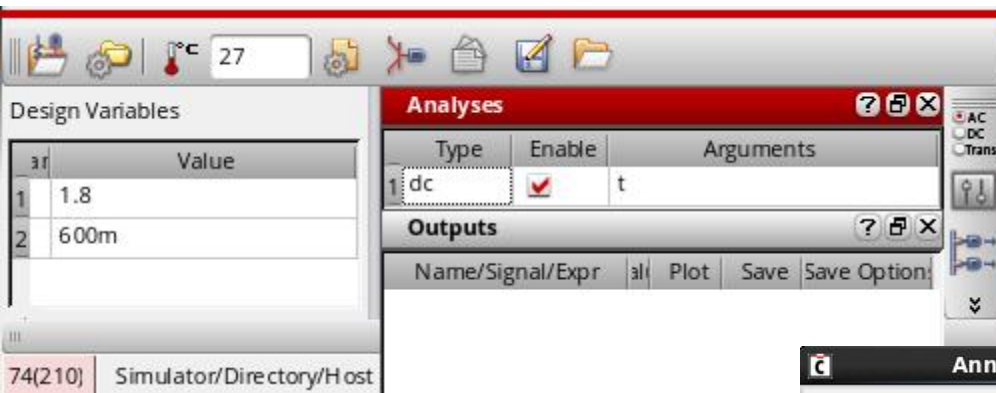 °C 27
Design Variables
Value
1 1.8
2 600m
Analyses
Type Enable Arguments
1 dc t
Outputs
Name/Signal/Expr Plot Save Save Option
AC
DC
Trans
74(210) Simulator/Directory/Host
Ann